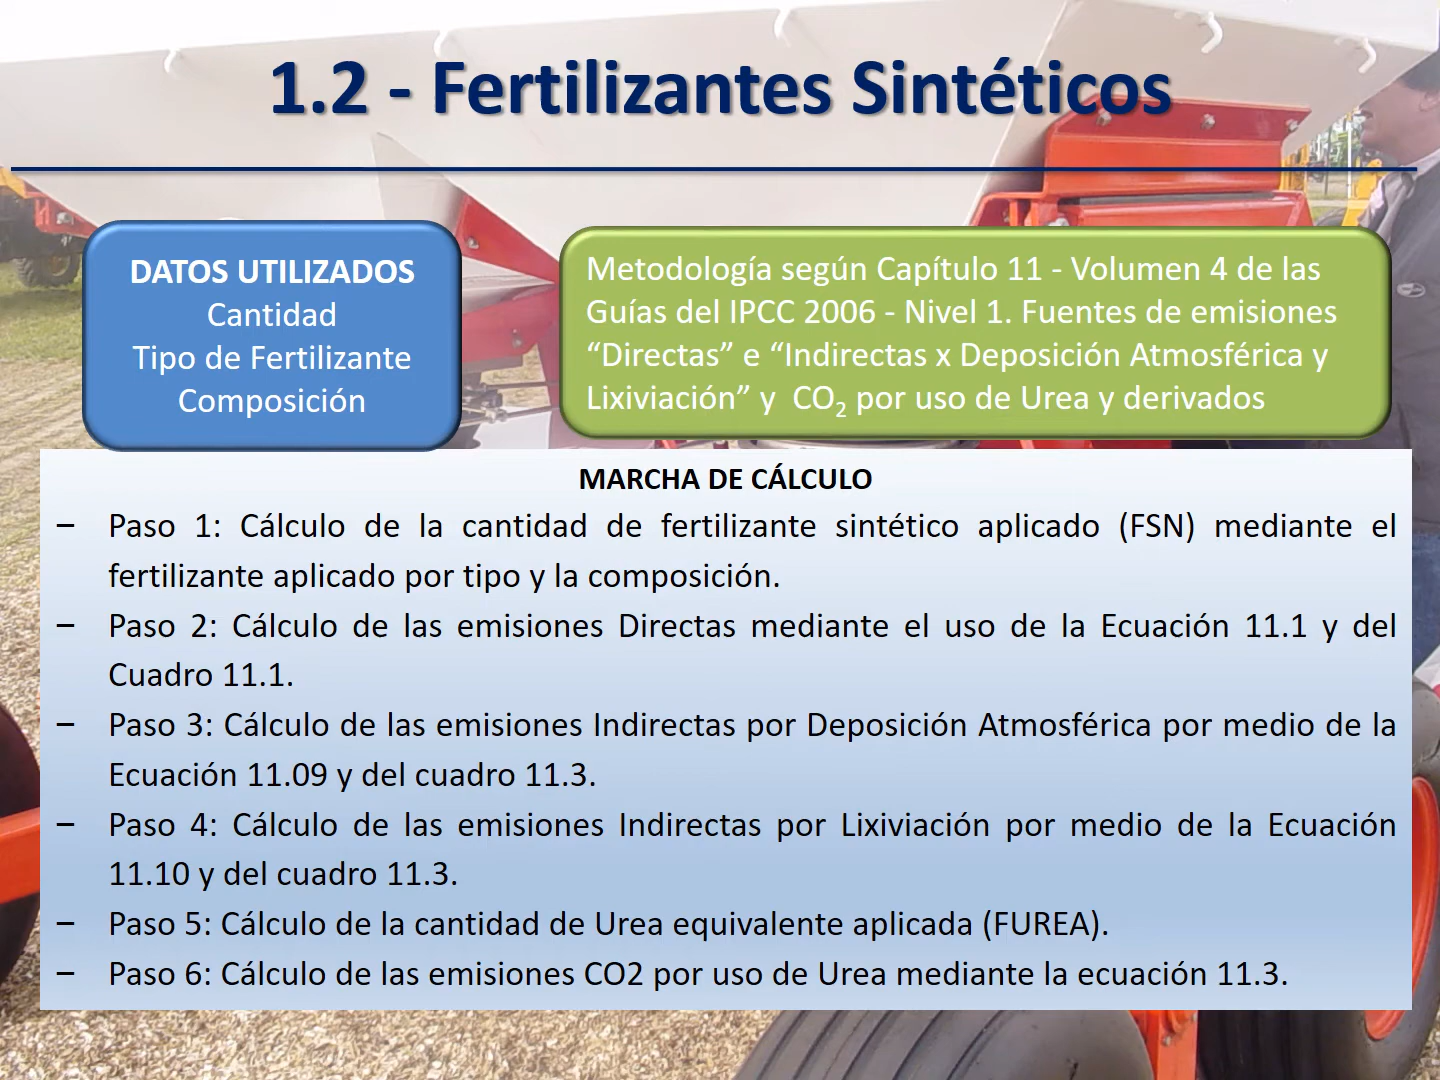 1.2 - Fertilizantes Sintéticos
DATOS UTILIZADOS
Cantidad
Tipo de Fertilizante
Composición
Metodología según Capítulo 11 - Volumen 4 de las
Guías del IPCC 2006 - Nivel 1. Fuentes de emisiones
“Directas” e “Indirectas x Deposición Atmosférica y
Lixiviación” y CO₂ por uso de Urea y derivados
MARCHA DE CÁLCULO
– Paso 1: Cálculo de la cantidad de fertilizante sintético aplicado (FSN) mediante el
fertilizante aplicado por tipo y la composición.
– Paso 2: Cálculo de las emisiones Directas mediante el uso de la Ecuación 11.1 y del
Cuadro 11.1.
– Paso 3: Cálculo de las emisiones Indirectas por Deposición Atmosférica por medio de la
Ecuación 11.09 y del cuadro 11.3.
– Paso 4: Cálculo de las emisiones Indirectas por Lixiviación por medio de la Ecuación
11.10 y del cuadro 11.3.
– Paso 5: Cálculo de la cantidad de Urea equivalente aplicada (FUREA).
– Paso 6: Cálculo de las emisiones CO2 por uso de Urea mediante la ecuación 11.3.